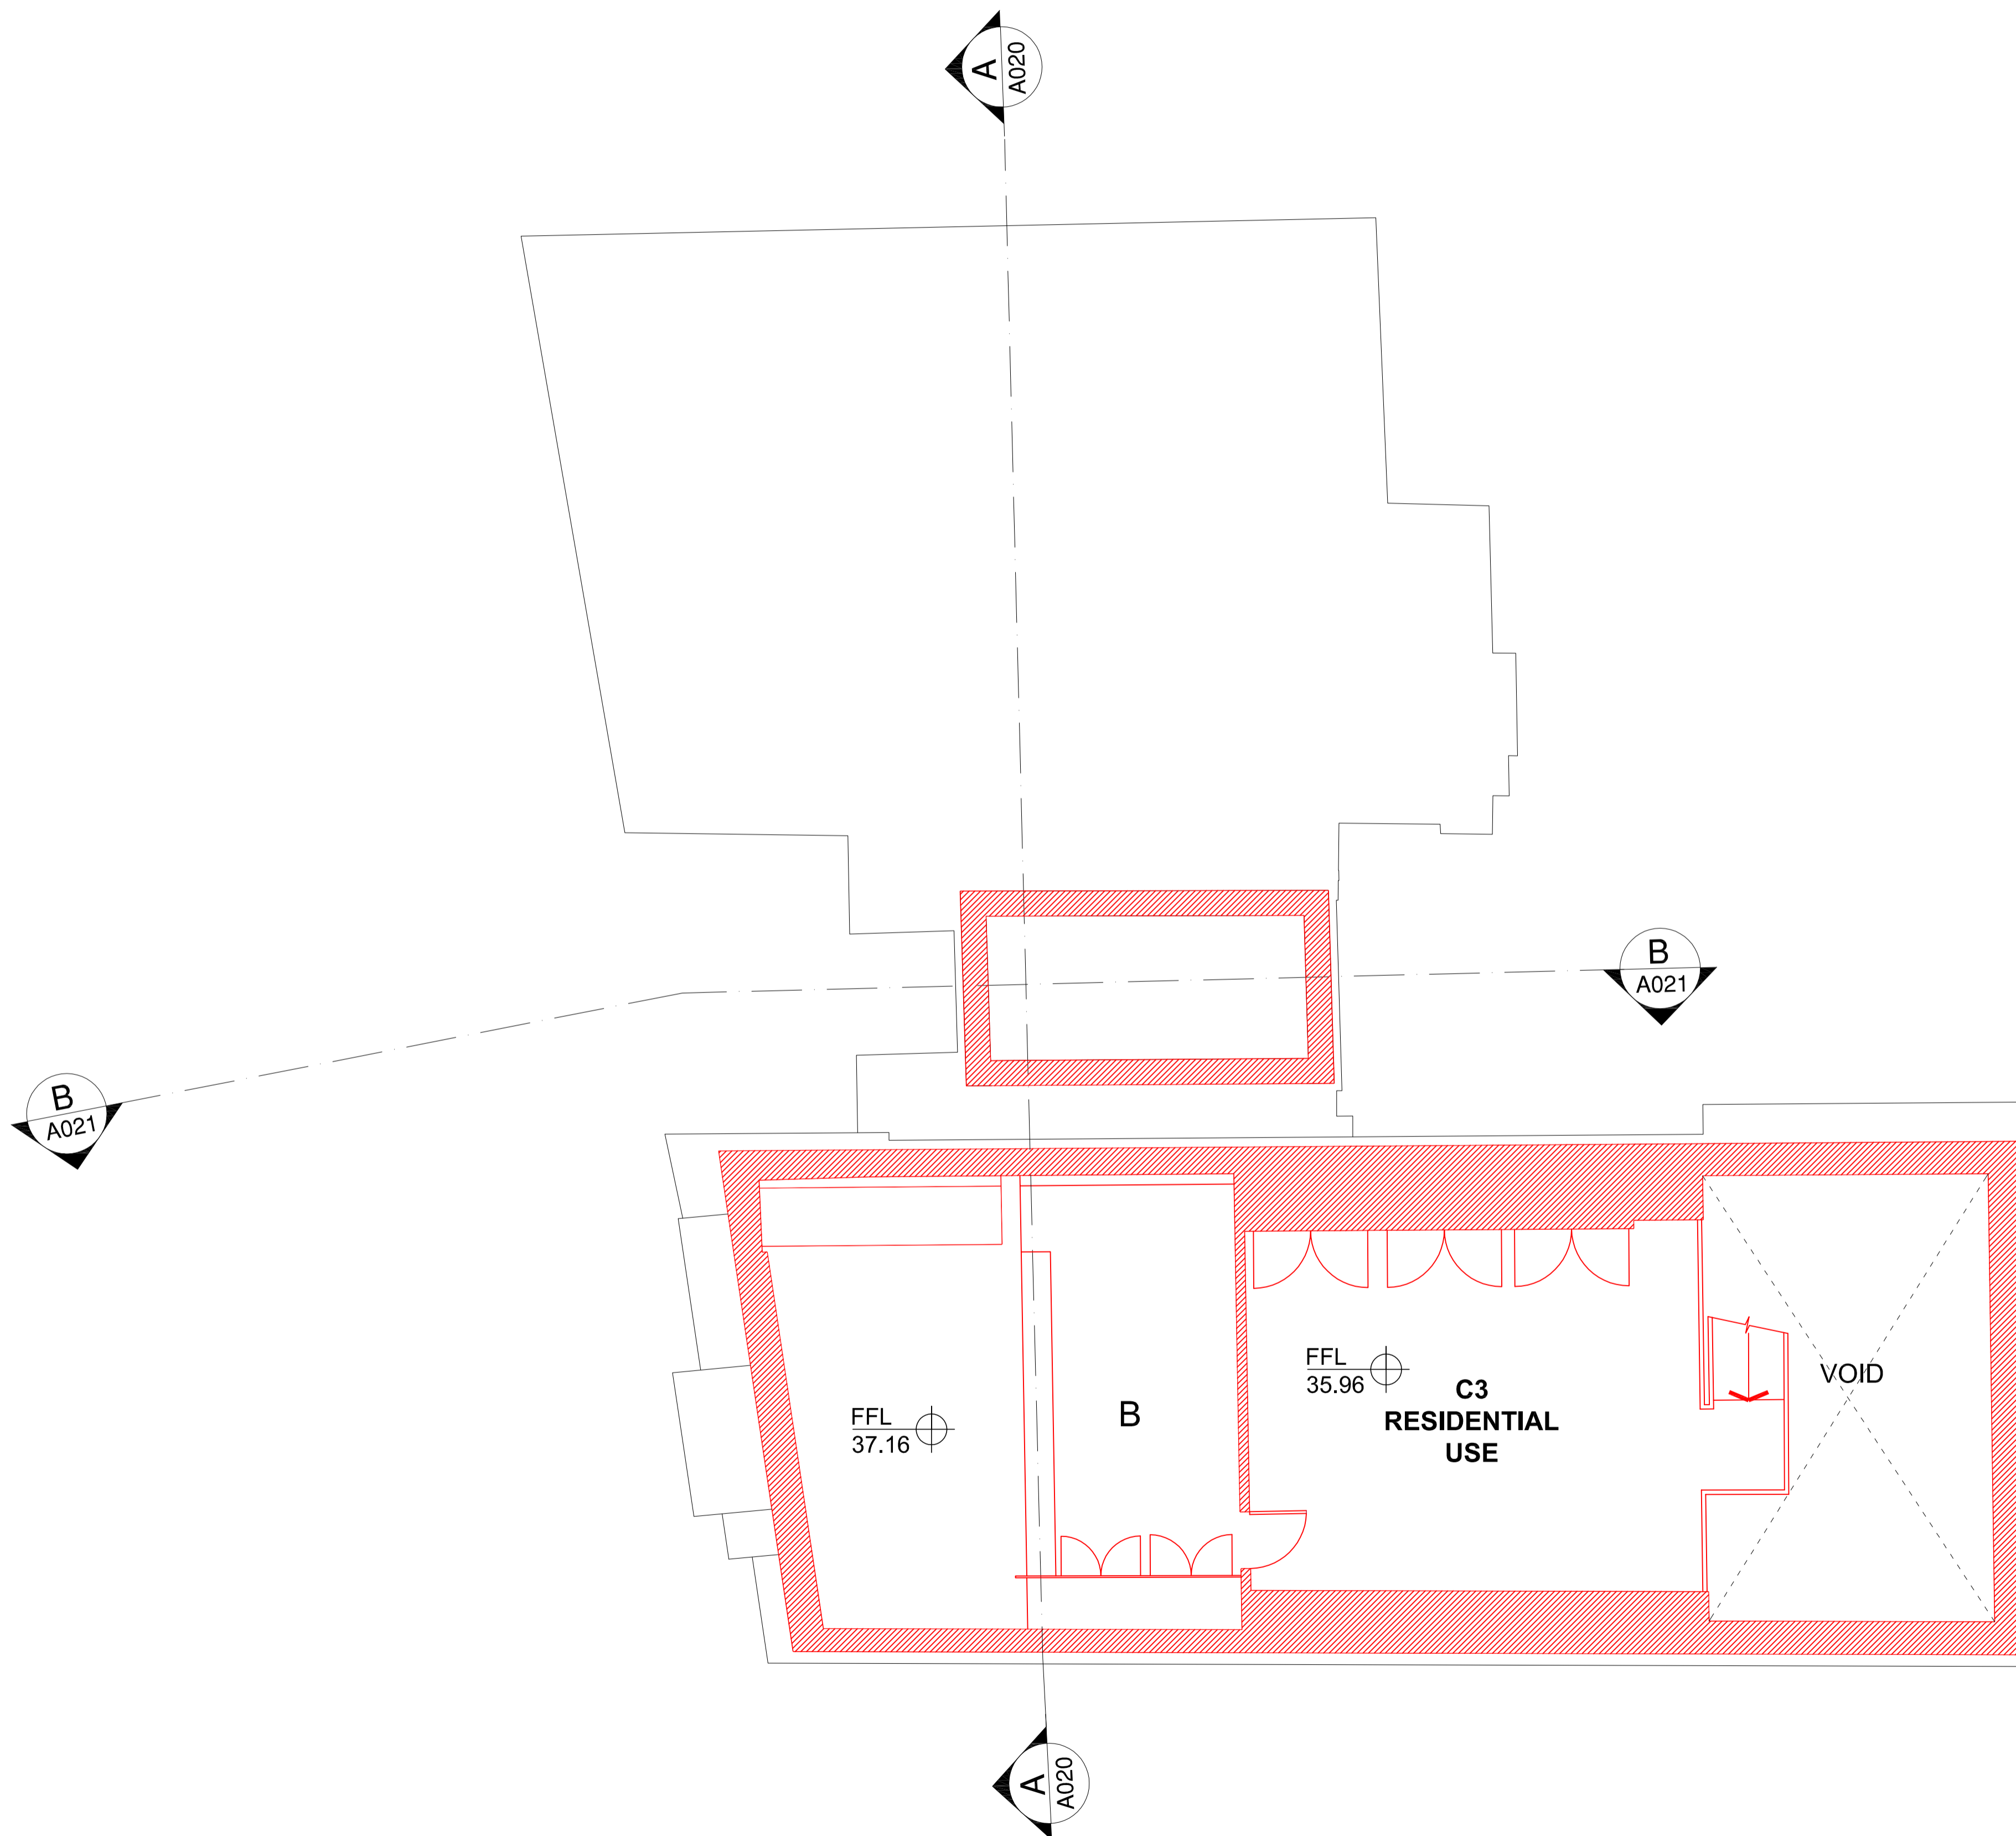 A
A020
B
A021
B
A021
FFL
35.96
C3
RESIDENTIAL
USE
VOID
FFL
37.16
B
A
A020